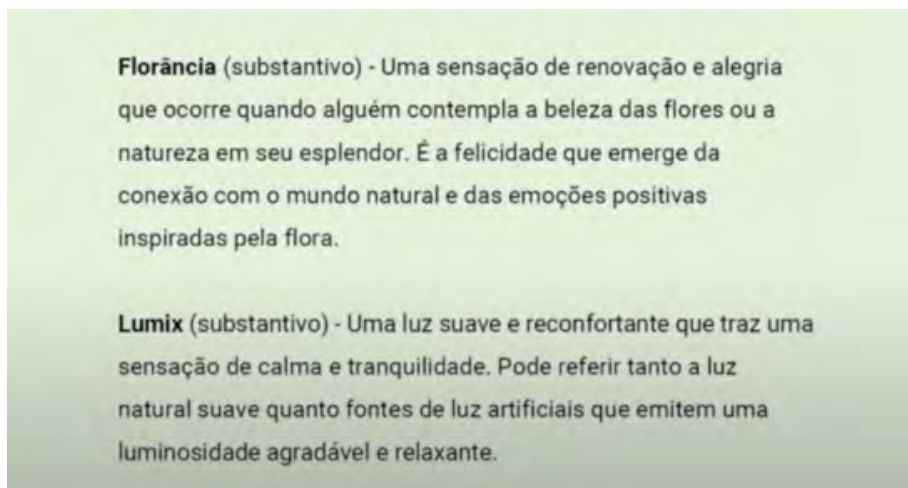 Florância (substantivo) - Uma sensação de renovação e alegria
que ocorre quando alguém contempla a beleza das flores ou a
natureza em seu esplendor. É a felicidade que emerge da
conexão com o mundo natural e das emoções positivas
inspiradas pela flora.
Lumix (substantivo) - Uma luz suave e reconfortante que traz uma
sensação de calma e tranquilidade. Pode referir tanto a luz
natural suave quanto fontes de luz artificiais que emitem uma
luminosidade agradável e relaxante.